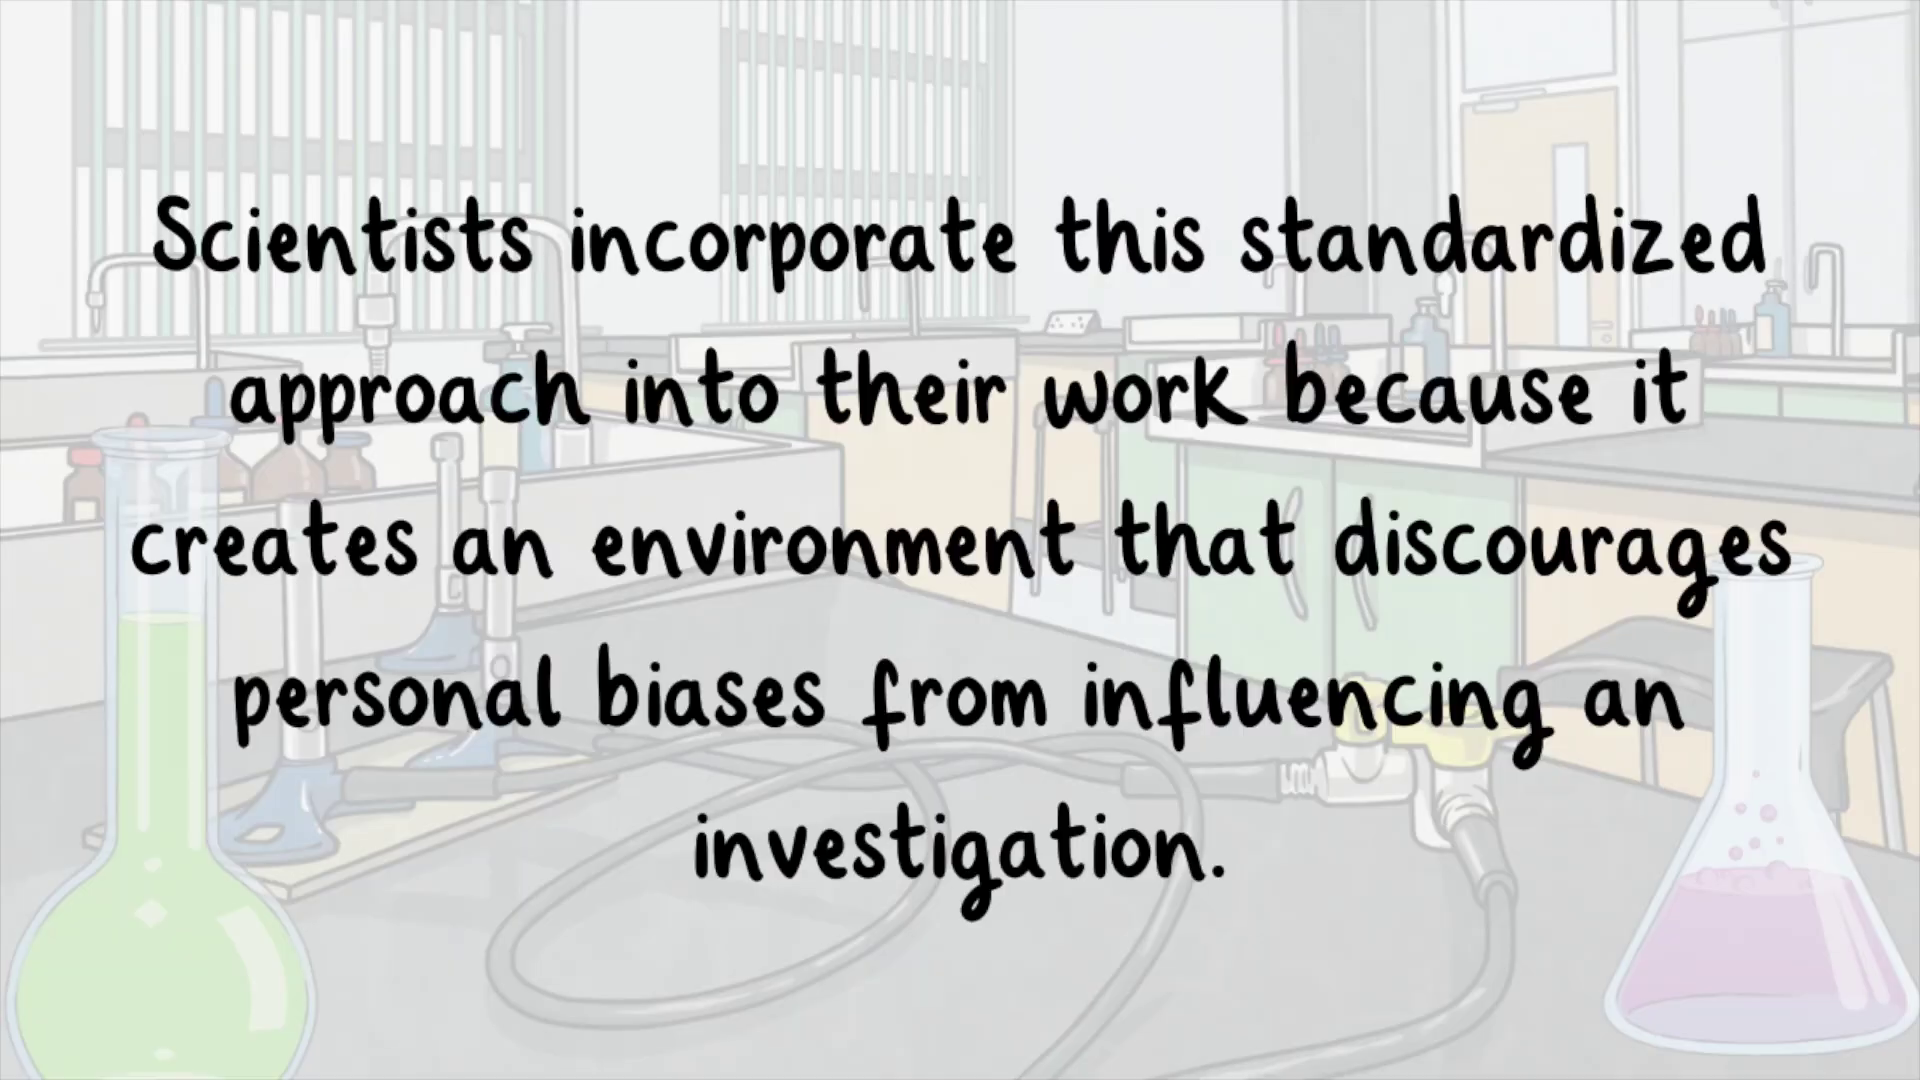 Scientists incorporate this standardized
approach into their work because it
creates an environment that discourages
personal biases from influencing an
investigation.